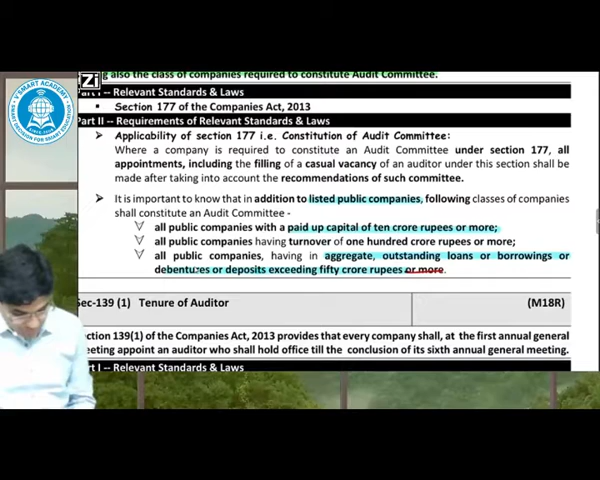 V SMART ACADEMY
Zi
also the class of companies required to constitute Audit Committee.
Part I -- Relevant Standards & Laws
▪ Section 177 of the Companies Act, 2013
Part II -- Requirements of Relevant Standards & Laws
➤ Applicability of section 177 i.e. Constitution of Audit Committee:
Where a company is required to constitute an Audit Committee under section 177, all
appointments, including the filling of a casual vacancy of an auditor under this section shall be
made after taking into account the recommendations of such committee.
➤ It is important to know that in addition to listed public companies, following classes of companies
shall constitute an Audit Committee -
all public companies with a paid up capital of ten crore rupees or more;
all public companies having turnover of one hundred crore rupees or more;
all public companies, having in aggregate, outstanding loans or borrowings or
debentures or deposits exceeding fifty crore rupees or more.
Sec-139 (1) Tenure of Auditor (M18R)
ection 139(1) of the Companies Act, 2013 provides that every company shall, at the first annual general
eeting appoint an auditor who shall hold office till the conclusion of its sixth annual general meeting.
Part I -- Relevant Standards & Laws